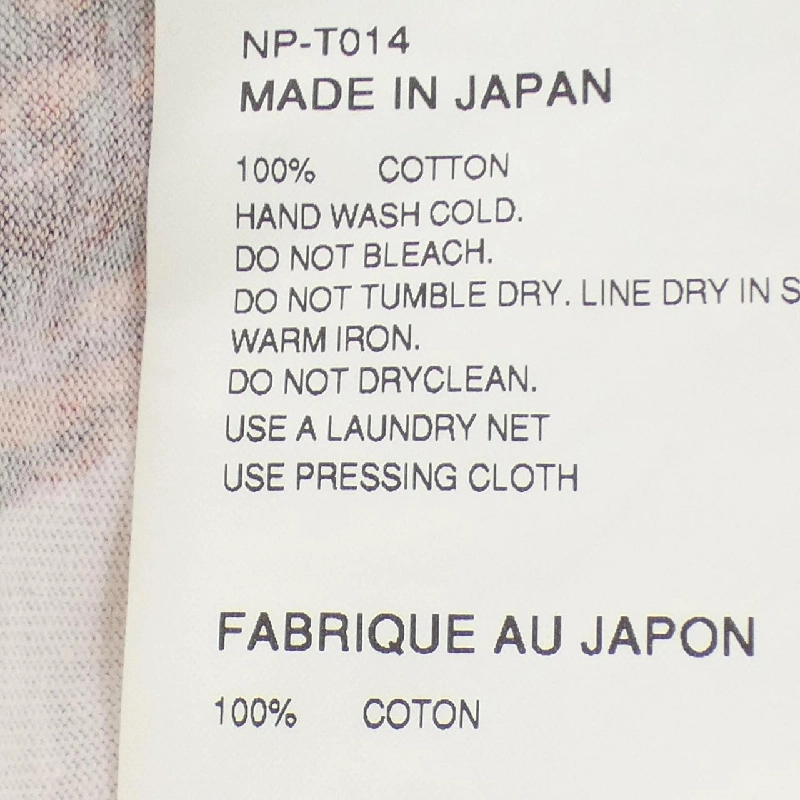 NP-T014
MADE IN JAPAN
100% COTTON
HAND WASH COLD.
DO NOT BLEACH.
DO NOT TUMBLE DRY. LINE DRY IN
WARM IRON.
DO NOT DRYCLEAN.
USE A LAUNDRY NET
USE PRESSING CLOTH
FABRIQUE AU JAPON
100% COTON